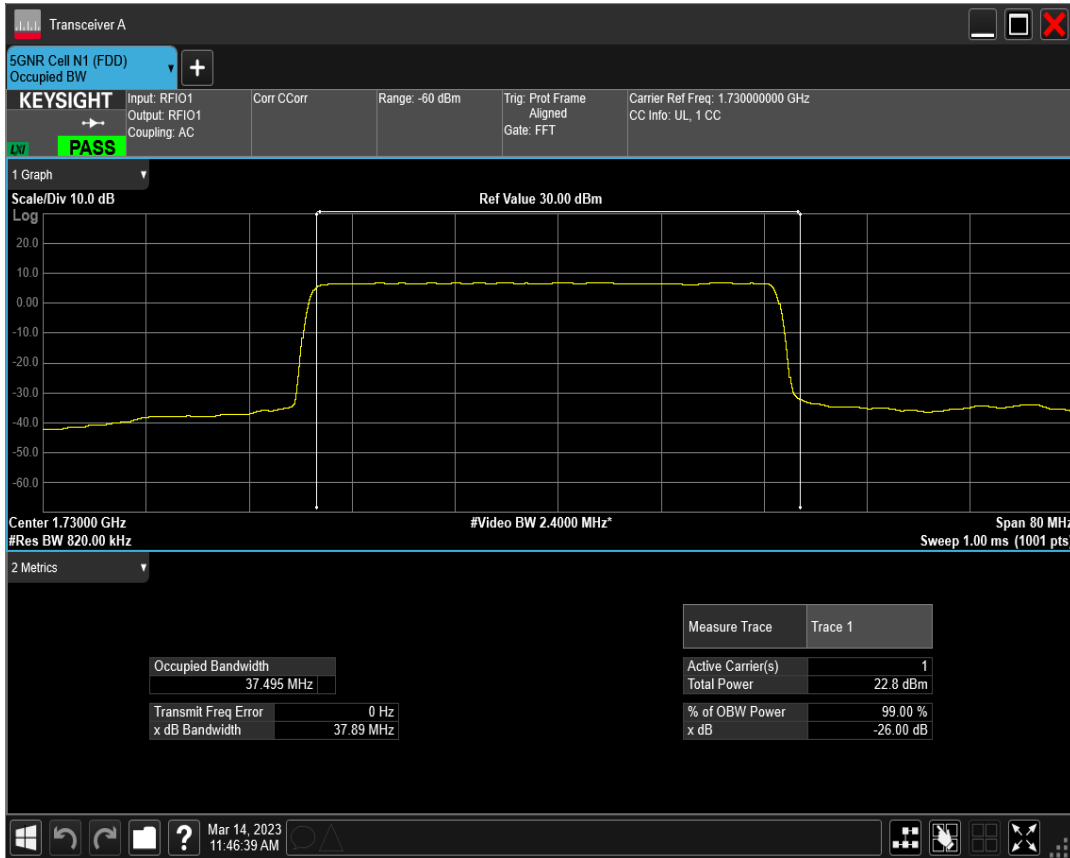 Transceiver A
5GNR Cell N1 (FDD)
Occupied BW
+
KEYSIGHT
LXI
PASS
Input: RFIO1
Output: RFIO1
Coupling: AC
Corr CCorr
Range: -60 dBm
Trig: Prot Frame
Aligned
Gate: FFT
Carrier Ref Freq: 1.730000000 GHz
CC Info: UL, 1 CC
1 Graph
Scale/Div 10.0 dB
Ref Value 30.00 dBm
Log
20.0
10.0
0.00
-10.0
-20.0
-30.0
-40.0
-50.0
-60.0
Center 1.73000 GHz
#Video BW 2.4000 MHz*
Span 80 MHz
#Res BW 820.00 kHz
Sweep 1.00 ms (1001 pts)
2 Metrics
Measure Trace Trace 1
Occupied Bandwidth
37.495 MHz
Transmit Freq Error 0 Hz
x dB Bandwidth 37.89 MHz
Active Carrier(s) 1
Total Power 22.8 dBm
% of OBW Power 99.00 %
x dB -26.00 dB
?
Mar 14, 2023
11:46:39 AM